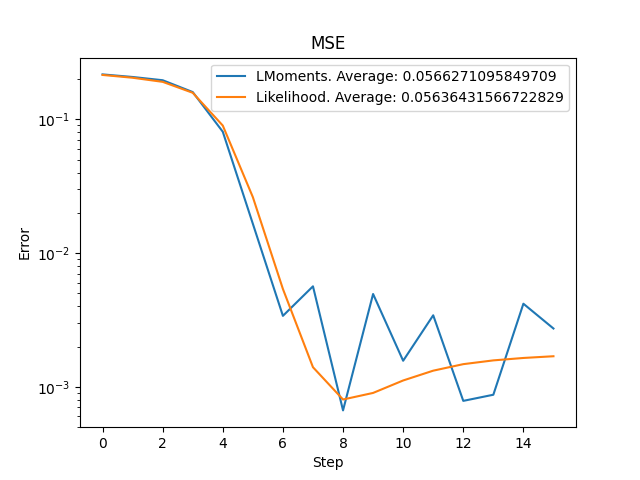 MSE
LMoments. Average: 0.0566271095849709
Likelihood. Average: 0.05636431566722829
10⁻¹
10⁻²
10⁻³
Error
0 2 4 6 8 10 12 14
Step